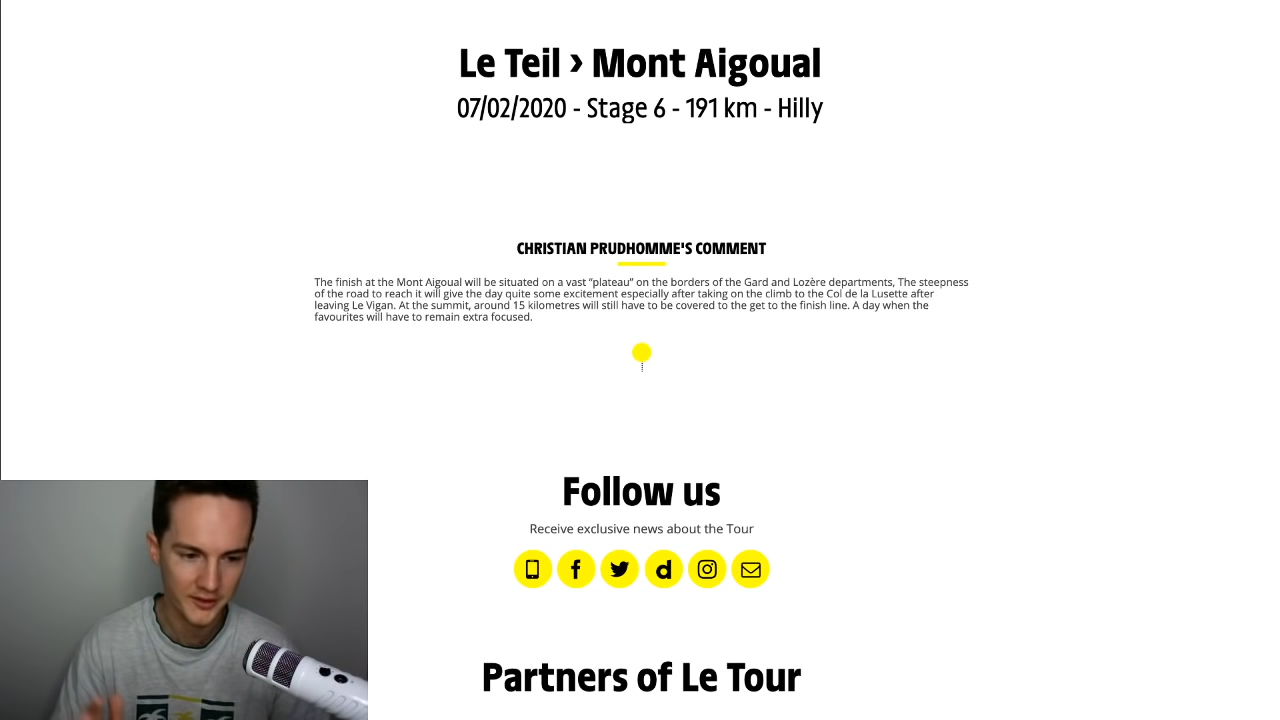 Le Teil › Mont Aigoual
07/02/2020 - Stage 6 - 191 km - Hilly
CHRISTIAN PRUDHOMME'S COMMENT
The finish at the Mont Aigoual will be situated on a vast “plateau” on the borders of the Gard and Lozère departments, The steepness
of the road to reach it will give the day quite some excitement especially after taking on the climb to the Col de la Lusette after
leaving Le Vigan. At the summit, around 15 kilometres will still have to be covered to the get to the finish line. A day when the
favourites will have to remain extra focused.
Follow us
Receive exclusive news about the Tour
Partners of Le Tour